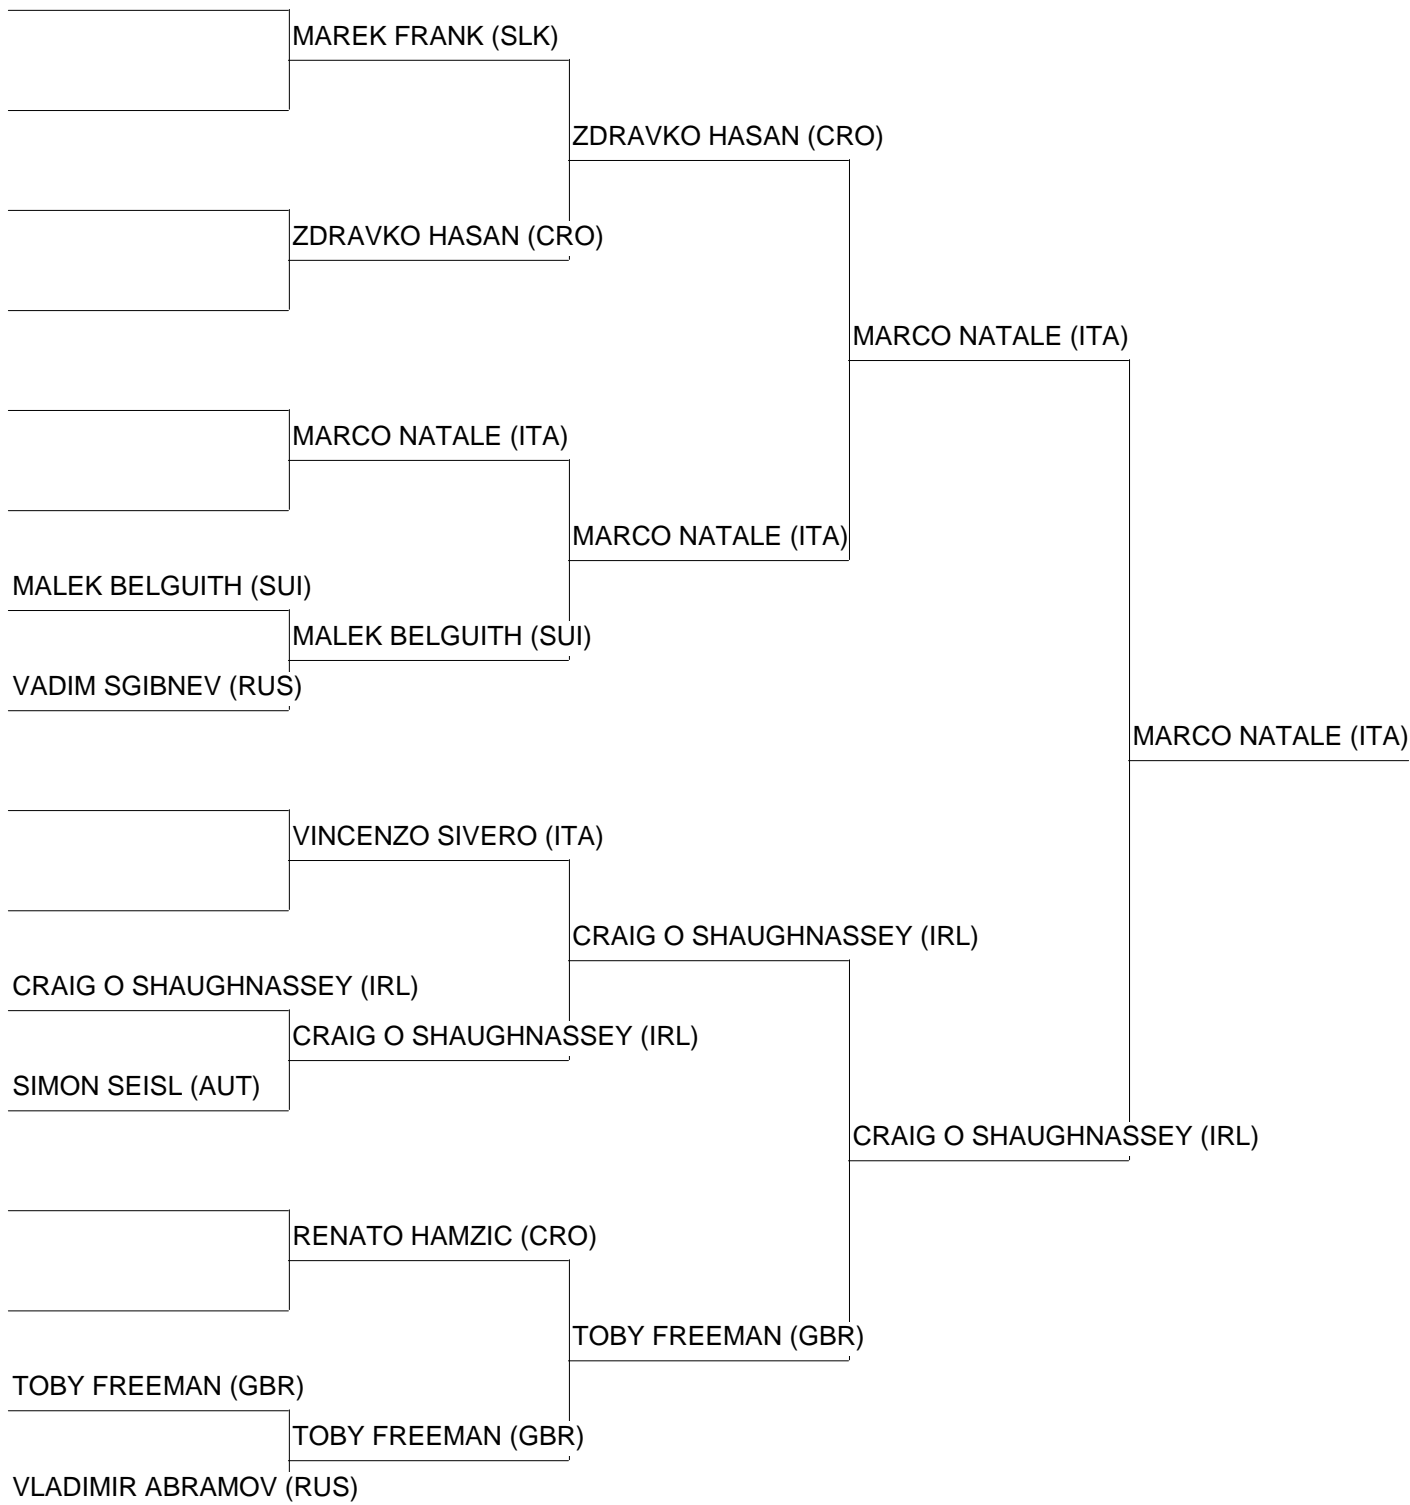 MAREK FRANK (SLK)
ZDRAVKO HASAN (CRO)
ZDRAVKO HASAN (CRO)
MARCO NATALE (ITA)
MARCO NATALE (ITA)
MARCO NATALE (ITA)
MALEK BELGUITH (SUI)
MALEK BELGUITH (SUI)
VADIM SGIBNEV (RUS)
MARCO NATALE (ITA)
VINCENZO SIVERO (ITA)
CRAIG O SHAUGHNASSEY (IRL)
CRAIG O SHAUGHNASSEY (IRL)
CRAIG O SHAUGHNASSEY (IRL)
SIMON SEISL (AUT)
CRAIG O SHAUGHNASSEY (IRL)
RENATO HAMZIC (CRO)
TOBY FREEMAN (GBR)
TOBY FREEMAN (GBR)
TOBY FREEMAN (GBR)
VLADIMIR ABRAMOV (RUS)